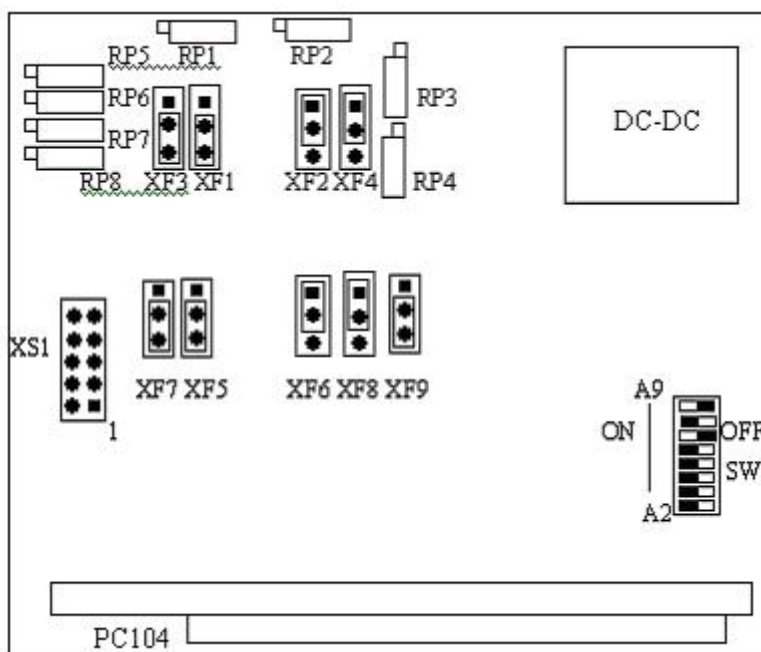 RP5 RP1 RP2
RP6 RP3
DC-DC
RP7
RP8 XF3 XF1 XF2 XF4 RP4
XS1
XF7 XF5 XF6 XF8 XF9
A9
1
ON OFF
SW
A2
PC104